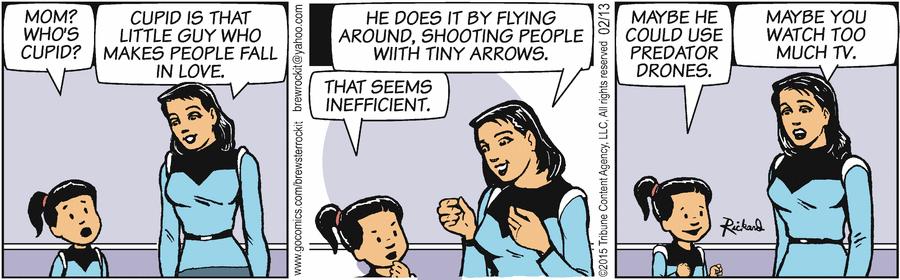 MOM?
WHO'S
CUPID?
CUPID IS THAT
LITTLE GUY WHO
MAKES PEOPLE FALL
IN LOVE.
www.gocomics.com/brewsterrockit brewrockit@yahoo.com
HE DOES IT BY FLYING
AROUND, SHOOTING PEOPLE
WIITH TINY ARROWS.
THAT SEEMS
INEFFICIENT.
©2015 Tribune Content Agency, LLC, All rights reserved 02/13
MAYBE HE
COULD USE
PREDATOR
DRONES.
MAYBE YOU
WATCH TOO
MUCH TV.
Rickard